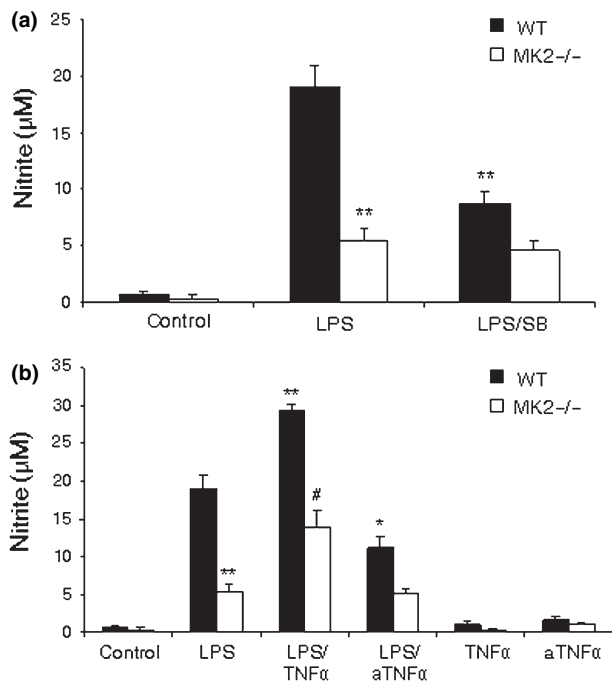 (a)
WT
MK2–/–
Nitrite (µM)
25
20
15
10
5
0
**
**
Control
LPS
LPS/SB
(b)
WT
MK2–/–
Nitrite (µM)
35
30
25
20
15
10
5
0
**
**
#
*
Control
LPS
LPS/
TNFα
LPS/
aTNFα
TNFα
aTNFα